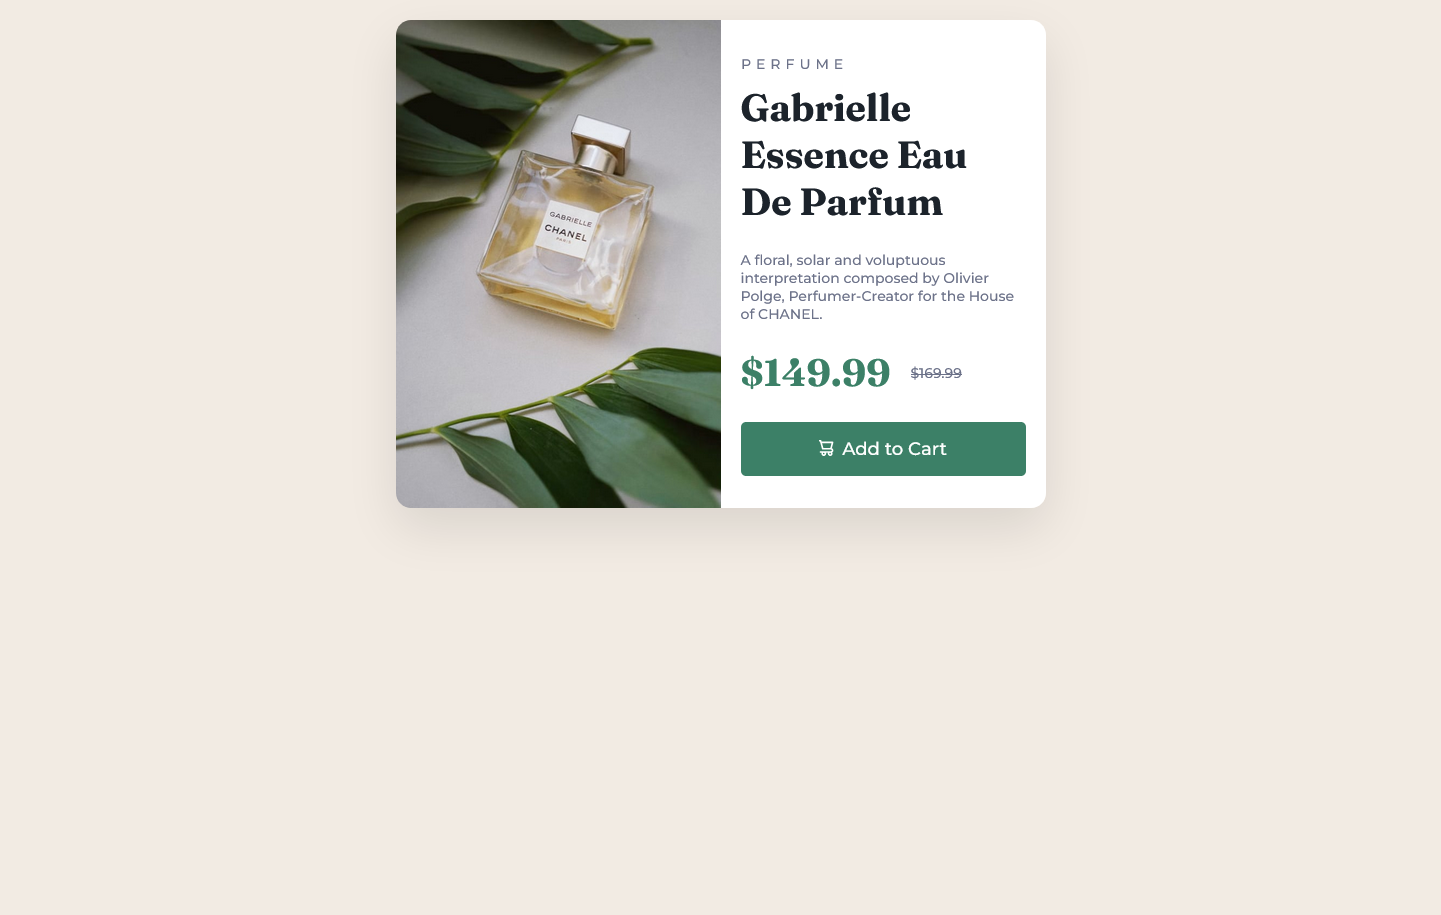 GABRIELLE
CHANEL
PARIS
PERFUME
Gabrielle
Essence Eau
De Parfum
A floral, solar and voluptuous
interpretation composed by Olivier
Polge, Perfumer-Creator for the House
of CHANEL.
$149.99 $169.99
Add to Cart